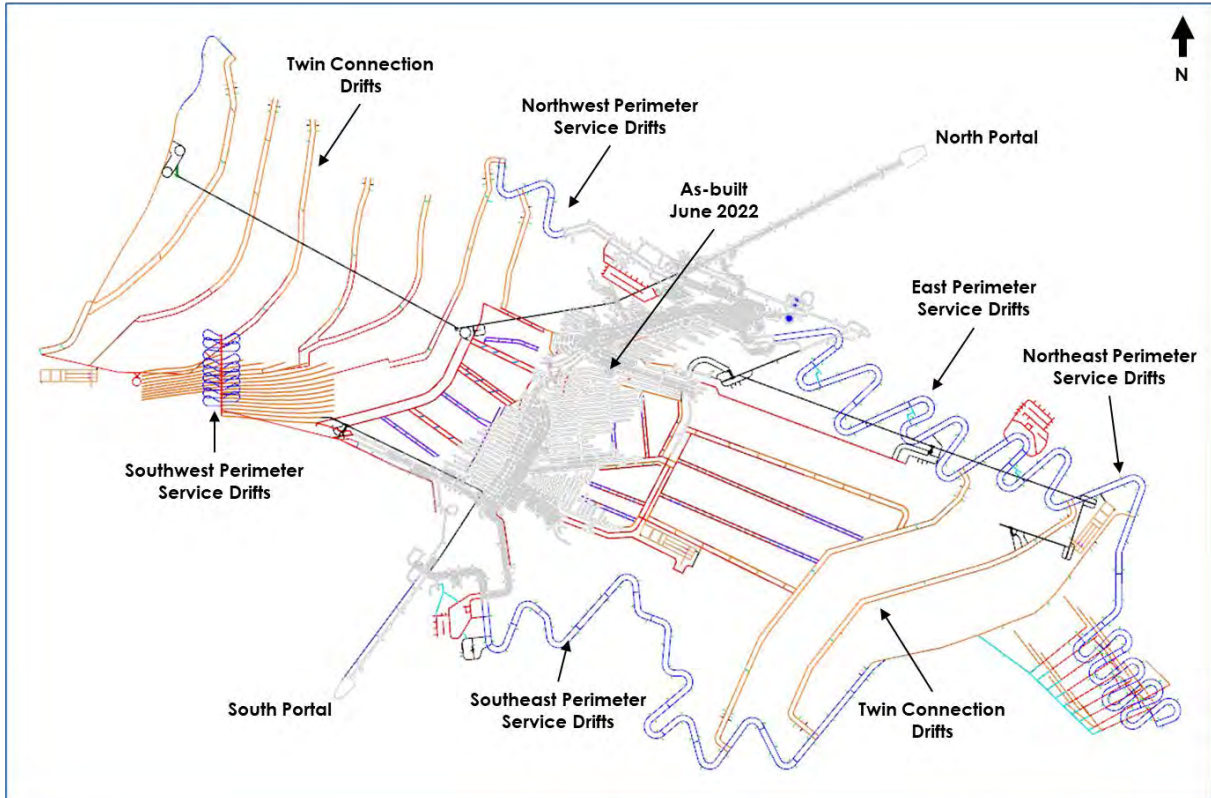 Twin Connection
Drifts
Northwest Perimeter
Service Drifts
North Portal
N
As-built
June 2022
East Perimeter
Service Drifts
Northeast Perimeter
Service Drifts
Southwest Perimeter
Service Drifts
South Portal
Southeast Perimeter
Service Drifts
Twin Connection
Drifts